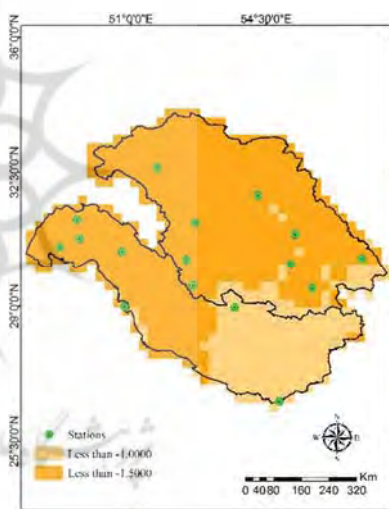 51°0'0"E 54°30'0"E
36°0'0"N
32°30'0"N
29°0'0"N
25°30'0"N
Stations
Less than -1.0000
Less than -1.5000
N
W E
S
KM
0 40 80 160 240 320